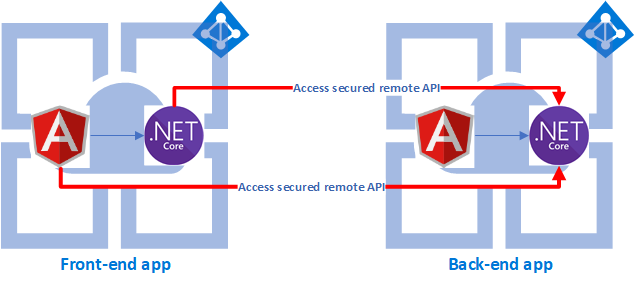 Access secured remote API
.NET
Core
.NET
Core
Access secured remote API
Front-end app
Back-end app